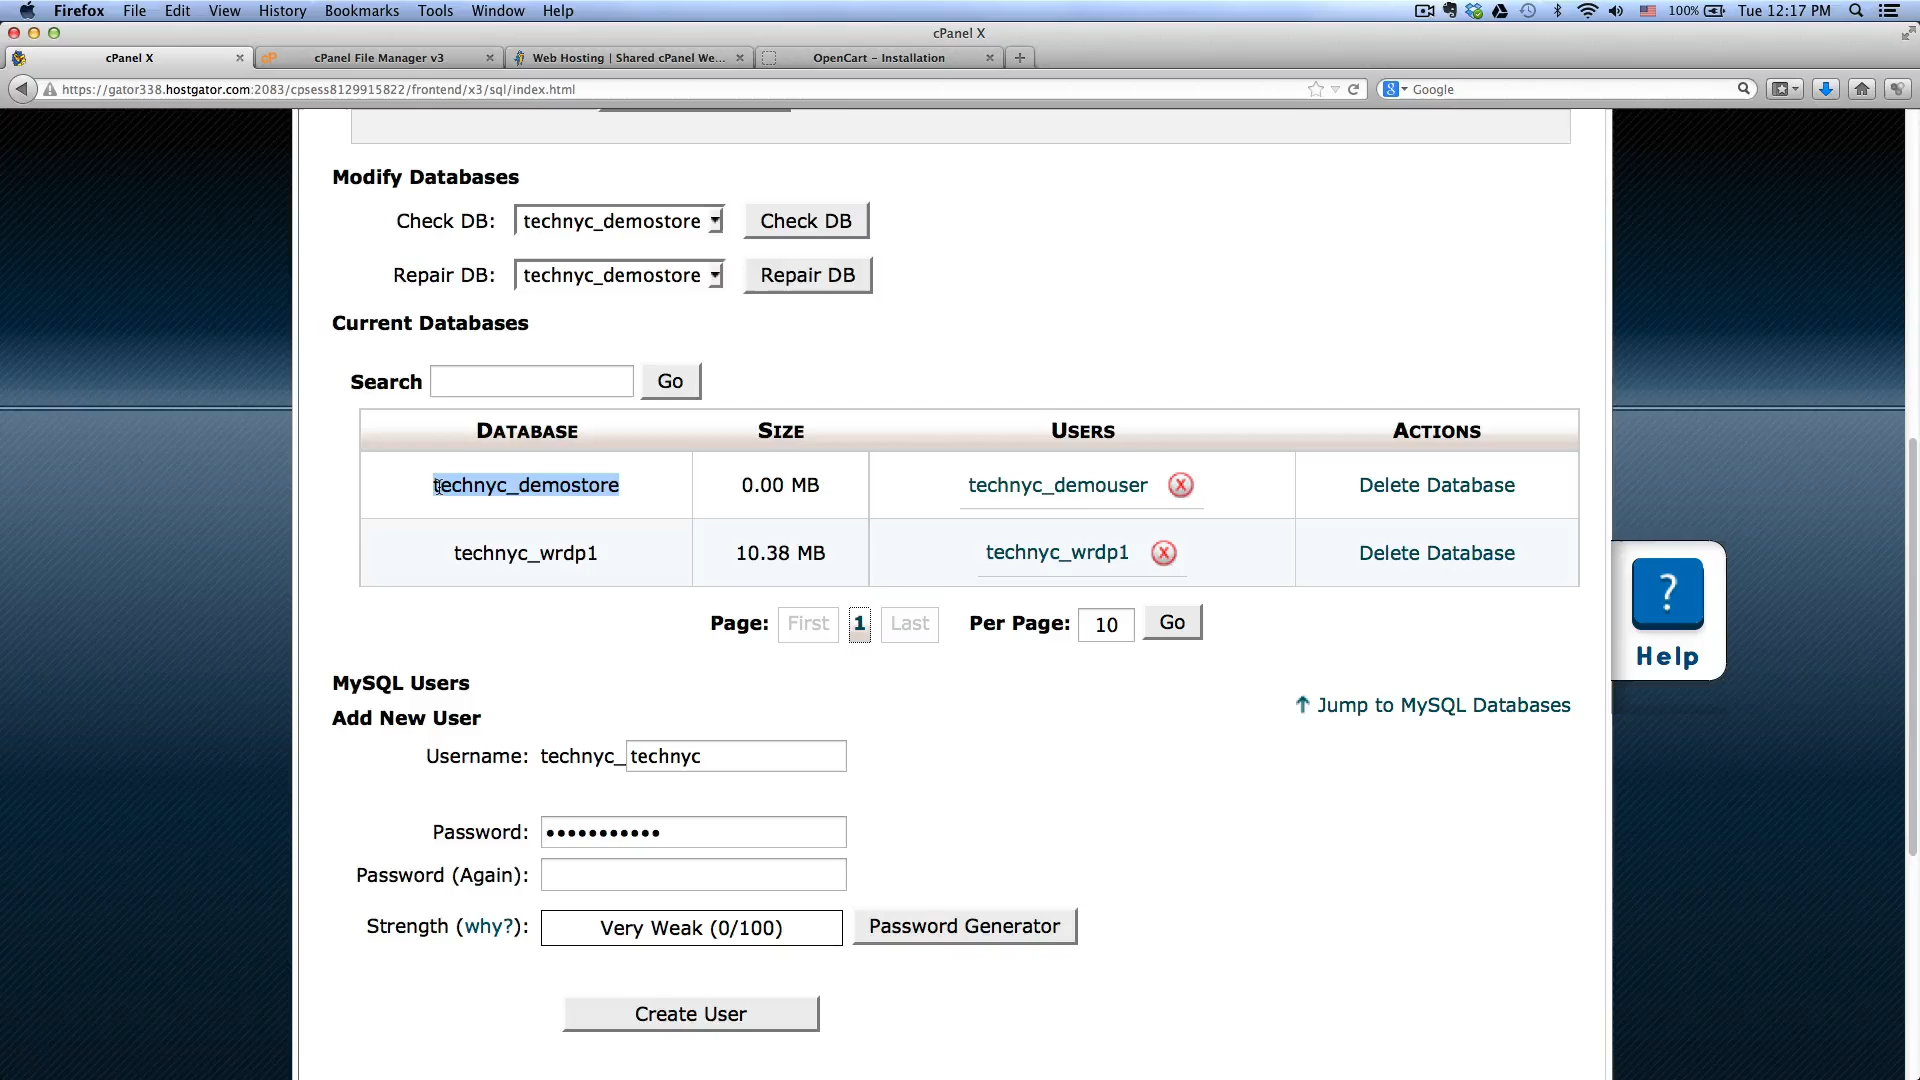 Firefox File Edit View History Bookmarks Tools Window Help 100% Tue 12:17 PM
cPanel X
cPanel X cPanel File Manager v3 Web Hosting | Shared cPanel We... OpenCart - Installation
https://gator338.hostgator.com:2083/cpsess8129915822/frontend/x3/sql/index.html Google
Modify Databases
Check DB: technyc_demostore Check DB
Repair DB: technyc_demostore Repair DB
Current Databases
Search Go
DATABASE SIZE USERS ACTIONS
technyc_demostore 0.00 MB technyc_demouser Delete Database
technyc_wrdp1 10.38 MB technyc_wrdp1 Delete Database
Page: First 1 Last Per Page: 10 Go
Help
MySQL Users
Jump to MySQL Databases
Add New User
Username: technyc_ technyc
Password:
Password (Again):
Strength (why?): Very Weak (0/100) Password Generator
Create User